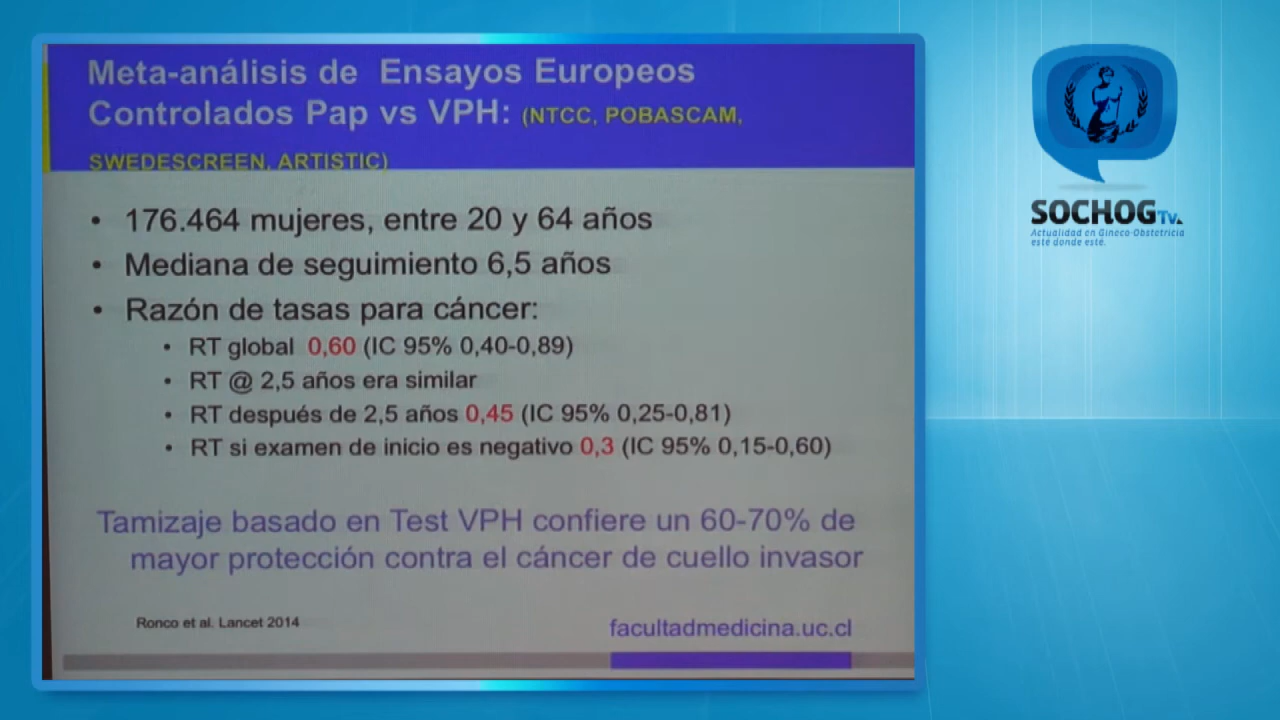 Meta-análisis de Ensayos Europeos
Controlados Pap vs VPH: (NTCC, POBASCAM,
SWEDESCREEN, ARTISTIC)
• 176.464 mujeres, entre 20 y 64 años
• Mediana de seguimiento 6,5 años
• Razón de tasas para cáncer:
• RT global 0,60 (IC 95% 0,40-0,89)
• RT @ 2,5 años era similar
• RT después de 2,5 años 0,45 (IC 95% 0,25-0,81)
• RT si examen de inicio es negativo 0,3 (IC 95% 0,15-0,60)
Tamizaje basado en Test VPH confiere un 60-70% de
mayor protección contra el cáncer de cuello invasor
Ronco et al. Lancet 2014
facultadmedicina.uc.cl
SOCHOG Tv.
Actualidad en Gineco-Obstetricia
esté donde esté.